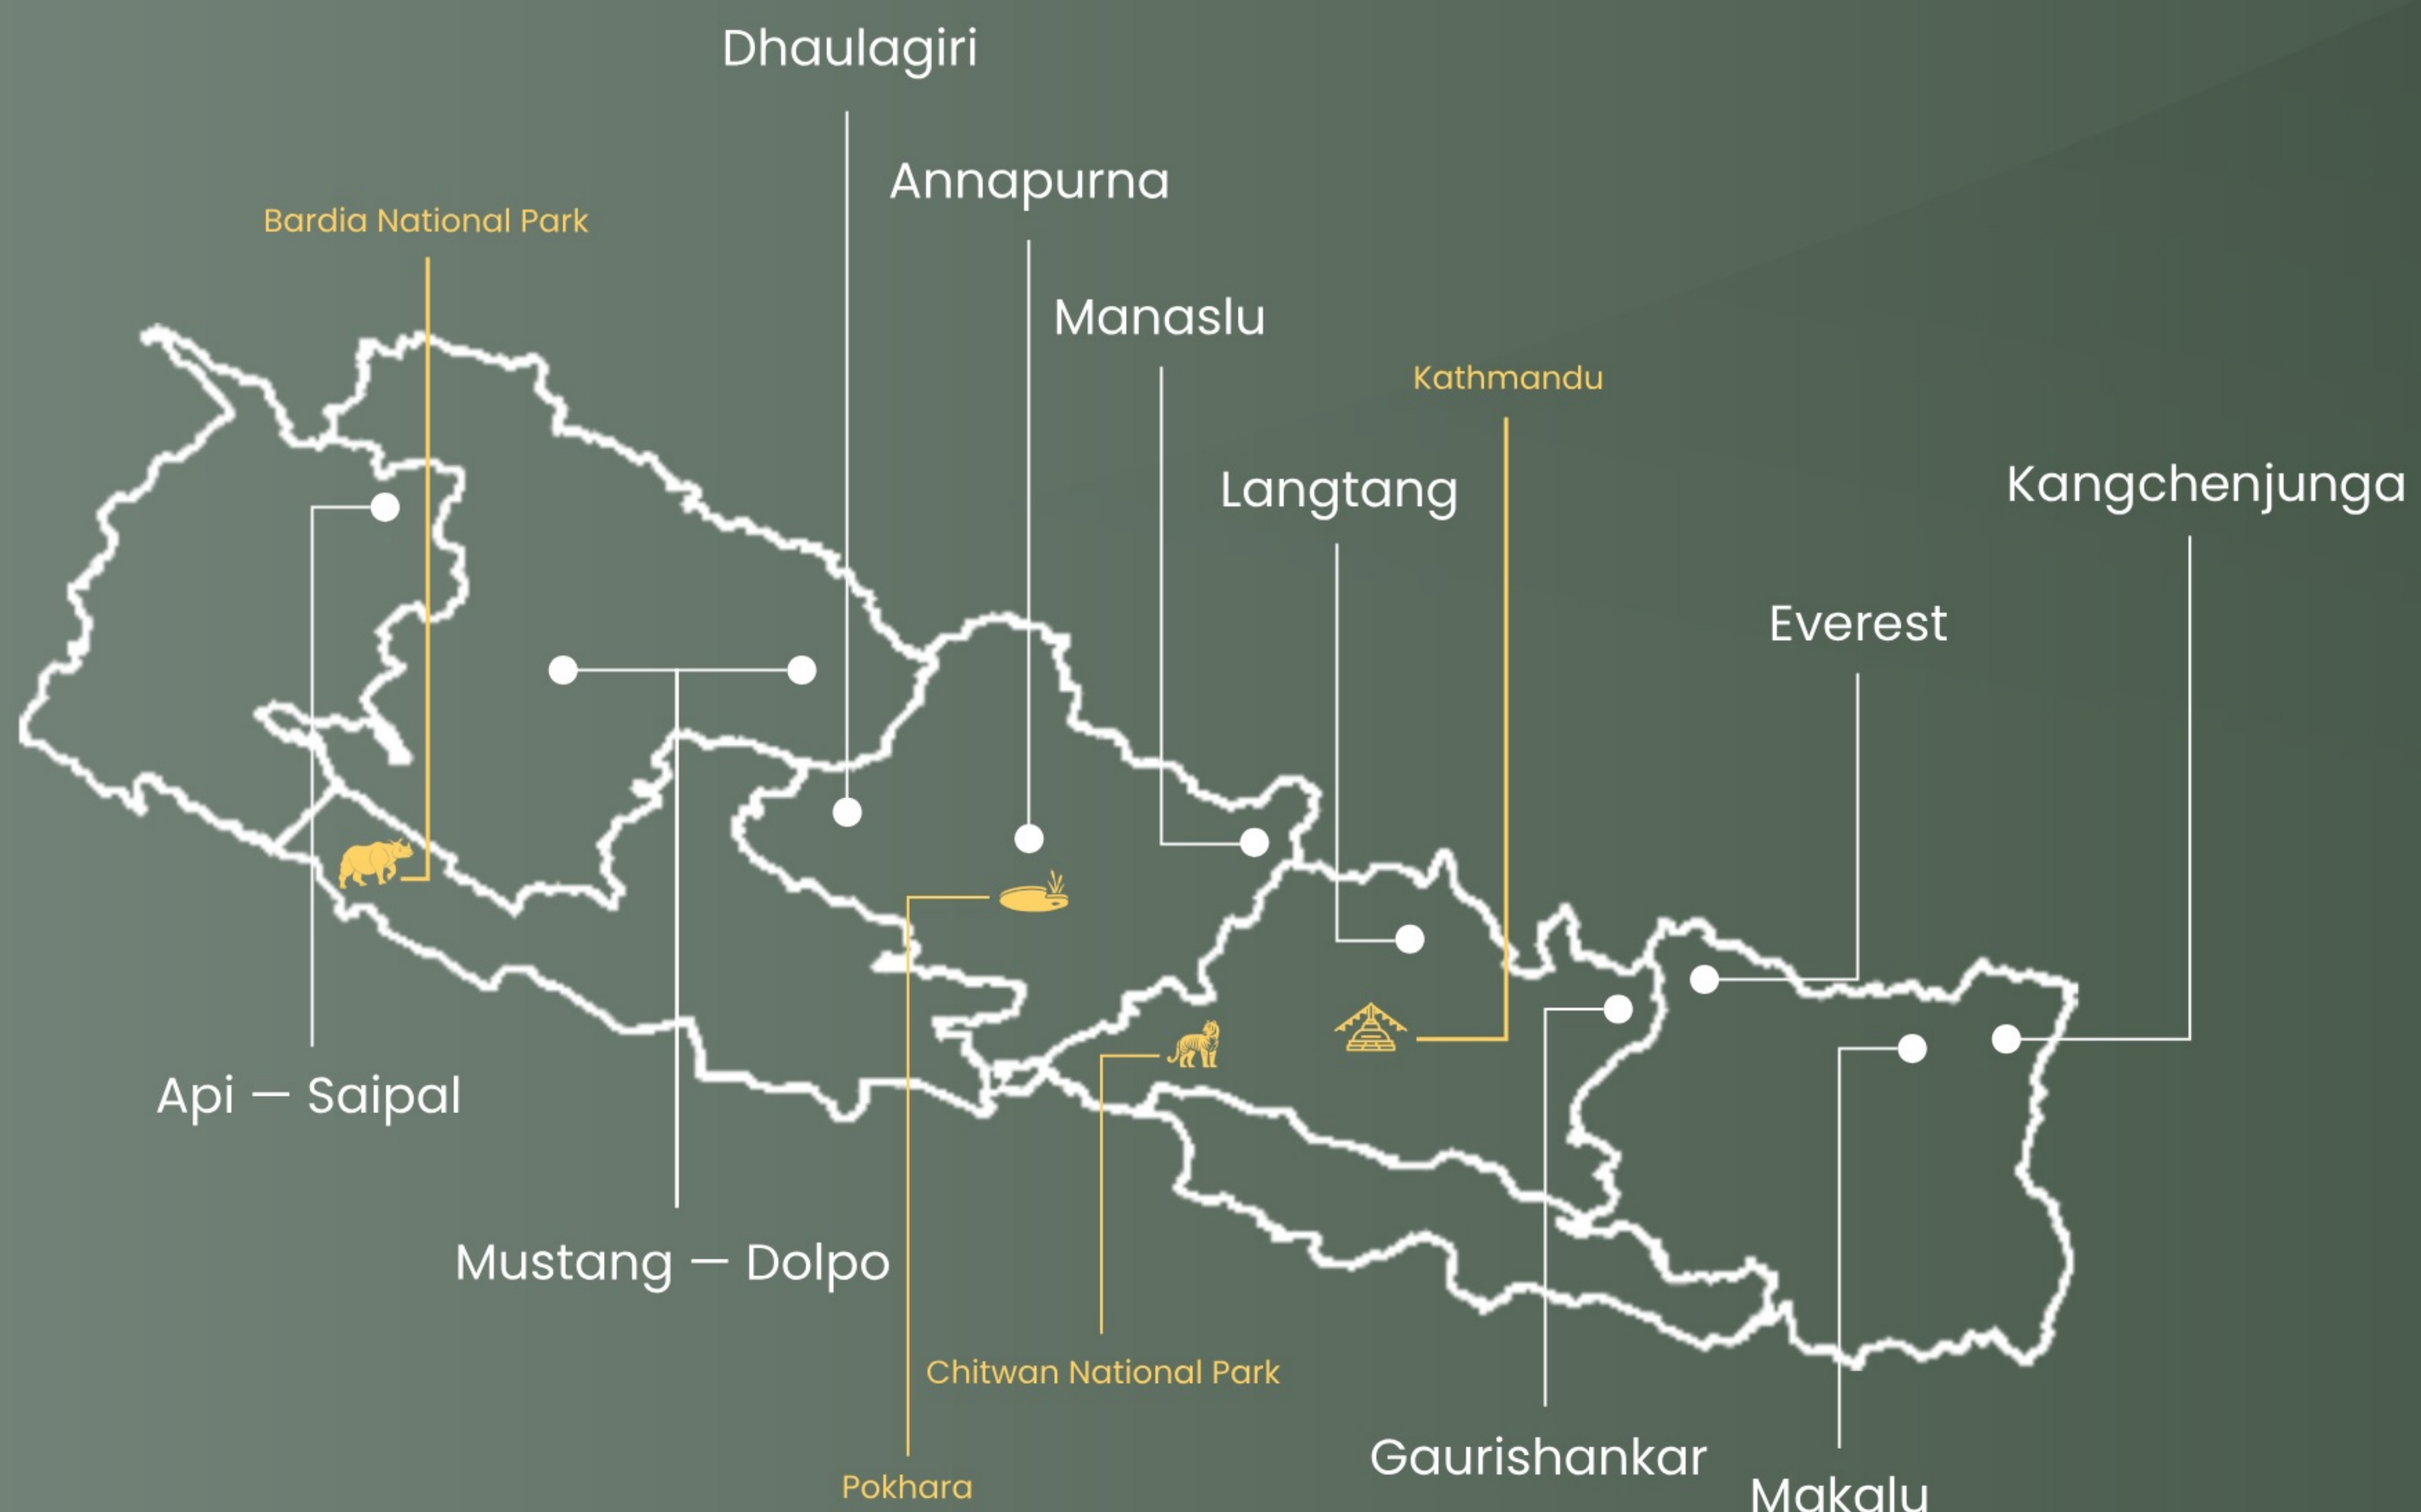 Dhaulagiri
Annapurna
Bardia National Park
Manaslu
Kathmandu
Langtang
Kangchenjunga
Everest
Api — Saipal
Mustang — Dolpo
Chitwan National Park
Gaurishankar
Pokhara
Makalu